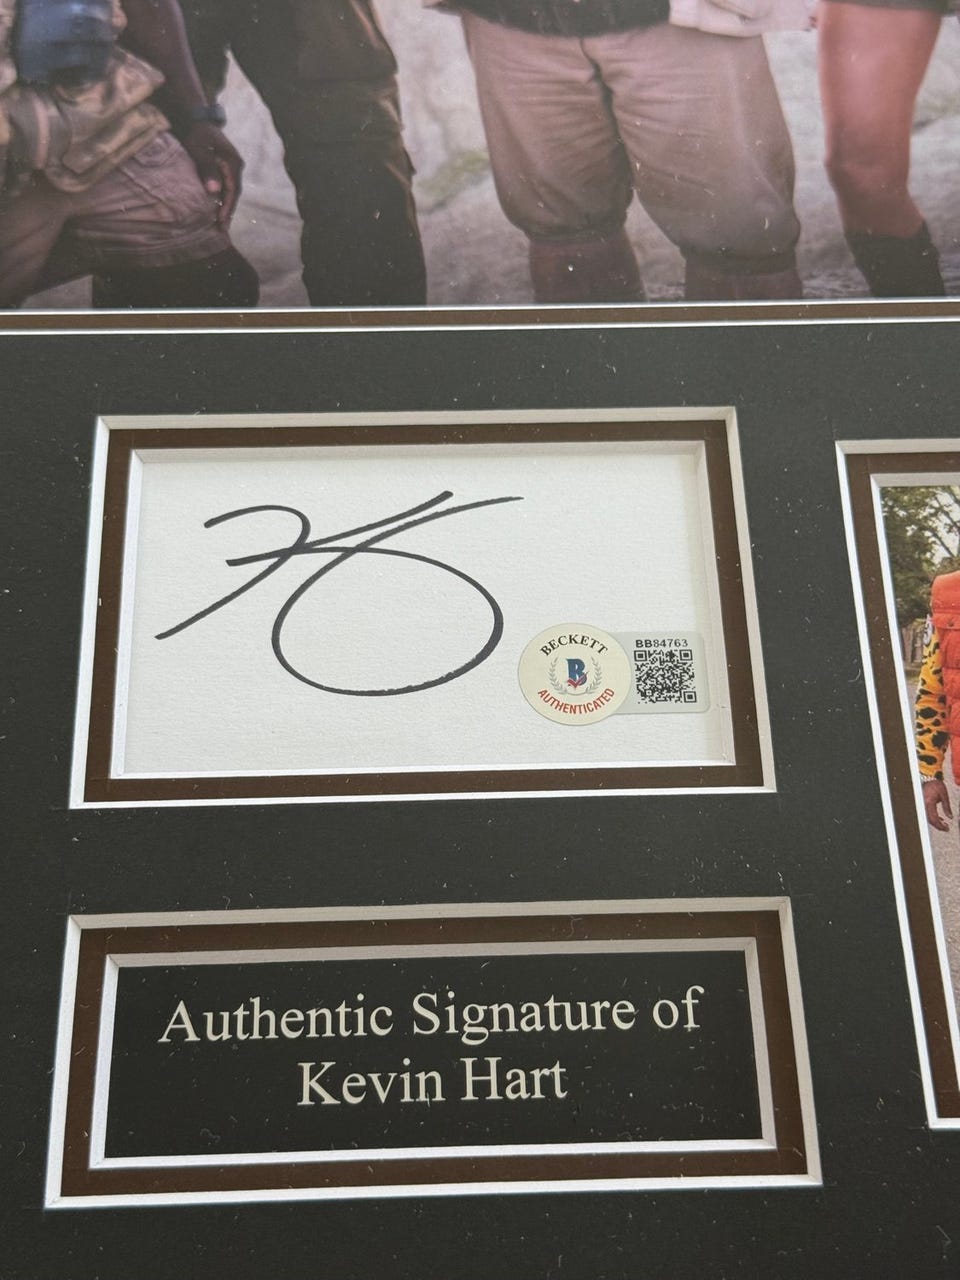 BECKETT
B
AUTHENTICATED
BB84763
Authentic Signature of
Kevin Hart